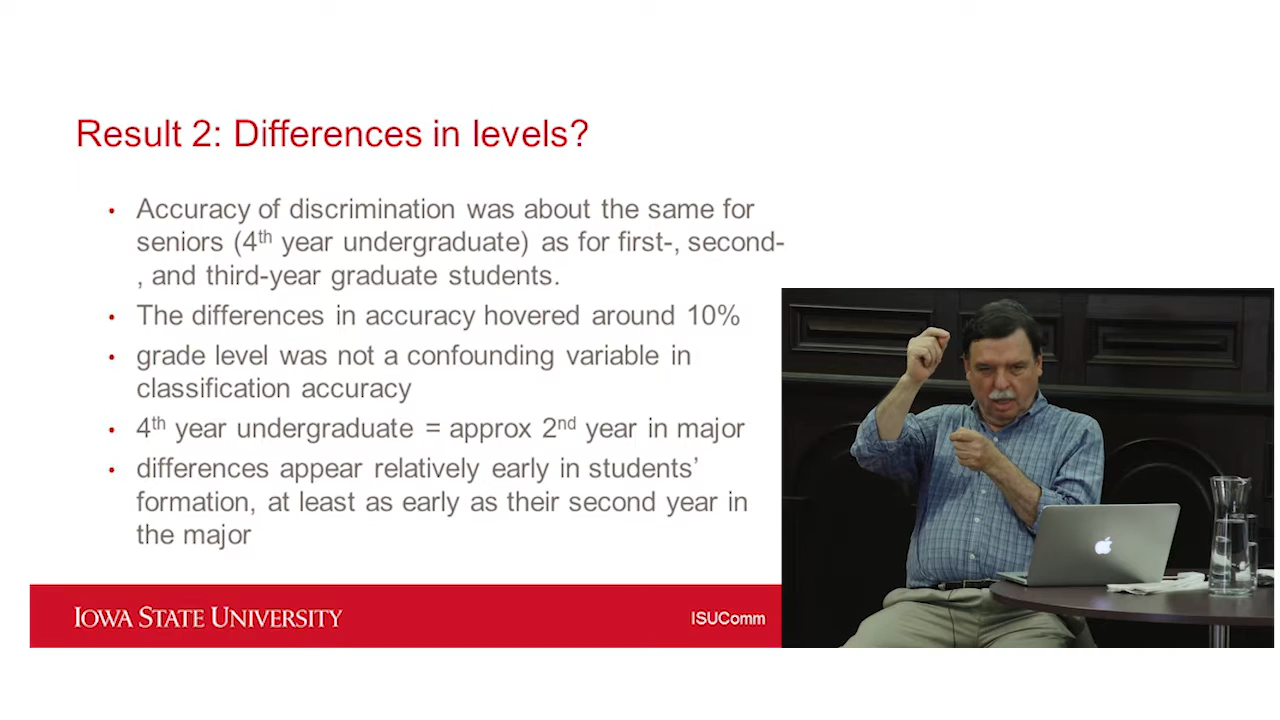 Result 2: Differences in levels?
• Accuracy of discrimination was about the same for
seniors (4th year undergraduate) as for first-, second-
, and third-year graduate students.
• The differences in accuracy hovered around 10%
• grade level was not a confounding variable in
classification accuracy
• 4th year undergraduate = approx 2nd year in major
• differences appear relatively early in students’
formation, at least as early as their second year in
the major
IOWA STATE UNIVERSITY
ISUComm